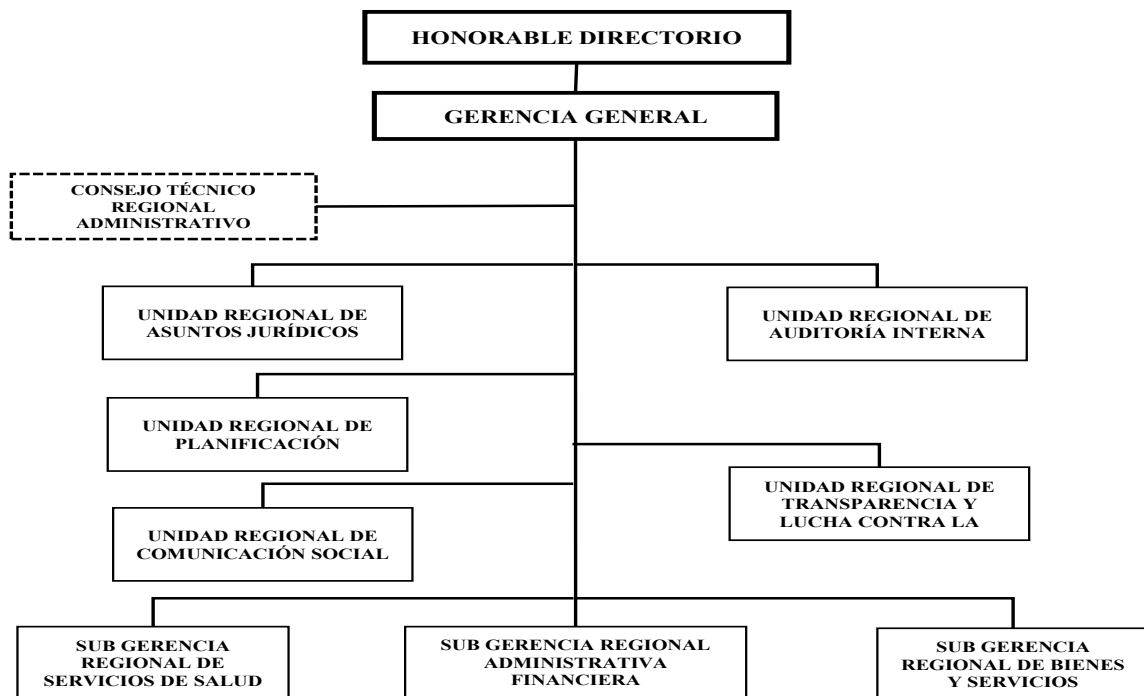 HONORABLE DIRECTORIO
GERENCIA GENERAL
CONSEJO TÉCNICO
REGIONAL
ADMINISTRATIVO
UNIDAD REGIONAL DE
ASUNTOS JURÍDICOS
UNIDAD REGIONAL DE
AUDITORÍA INTERNA
UNIDAD REGIONAL DE
PLANIFICACIÓN
UNIDAD REGIONAL DE
TRANSPARENCIA Y
LUCHA CONTRA LA
UNIDAD REGIONAL DE
COMUNICACIÓN SOCIAL
SUB GERENCIA
REGIONAL DE
SERVICIOS DE SALUD
SUB GERENCIA REGIONAL
ADMINISTRATIVA
FINANCIERA
SUB GERENCIA
REGIONAL DE BIENES
Y SERVICIOS